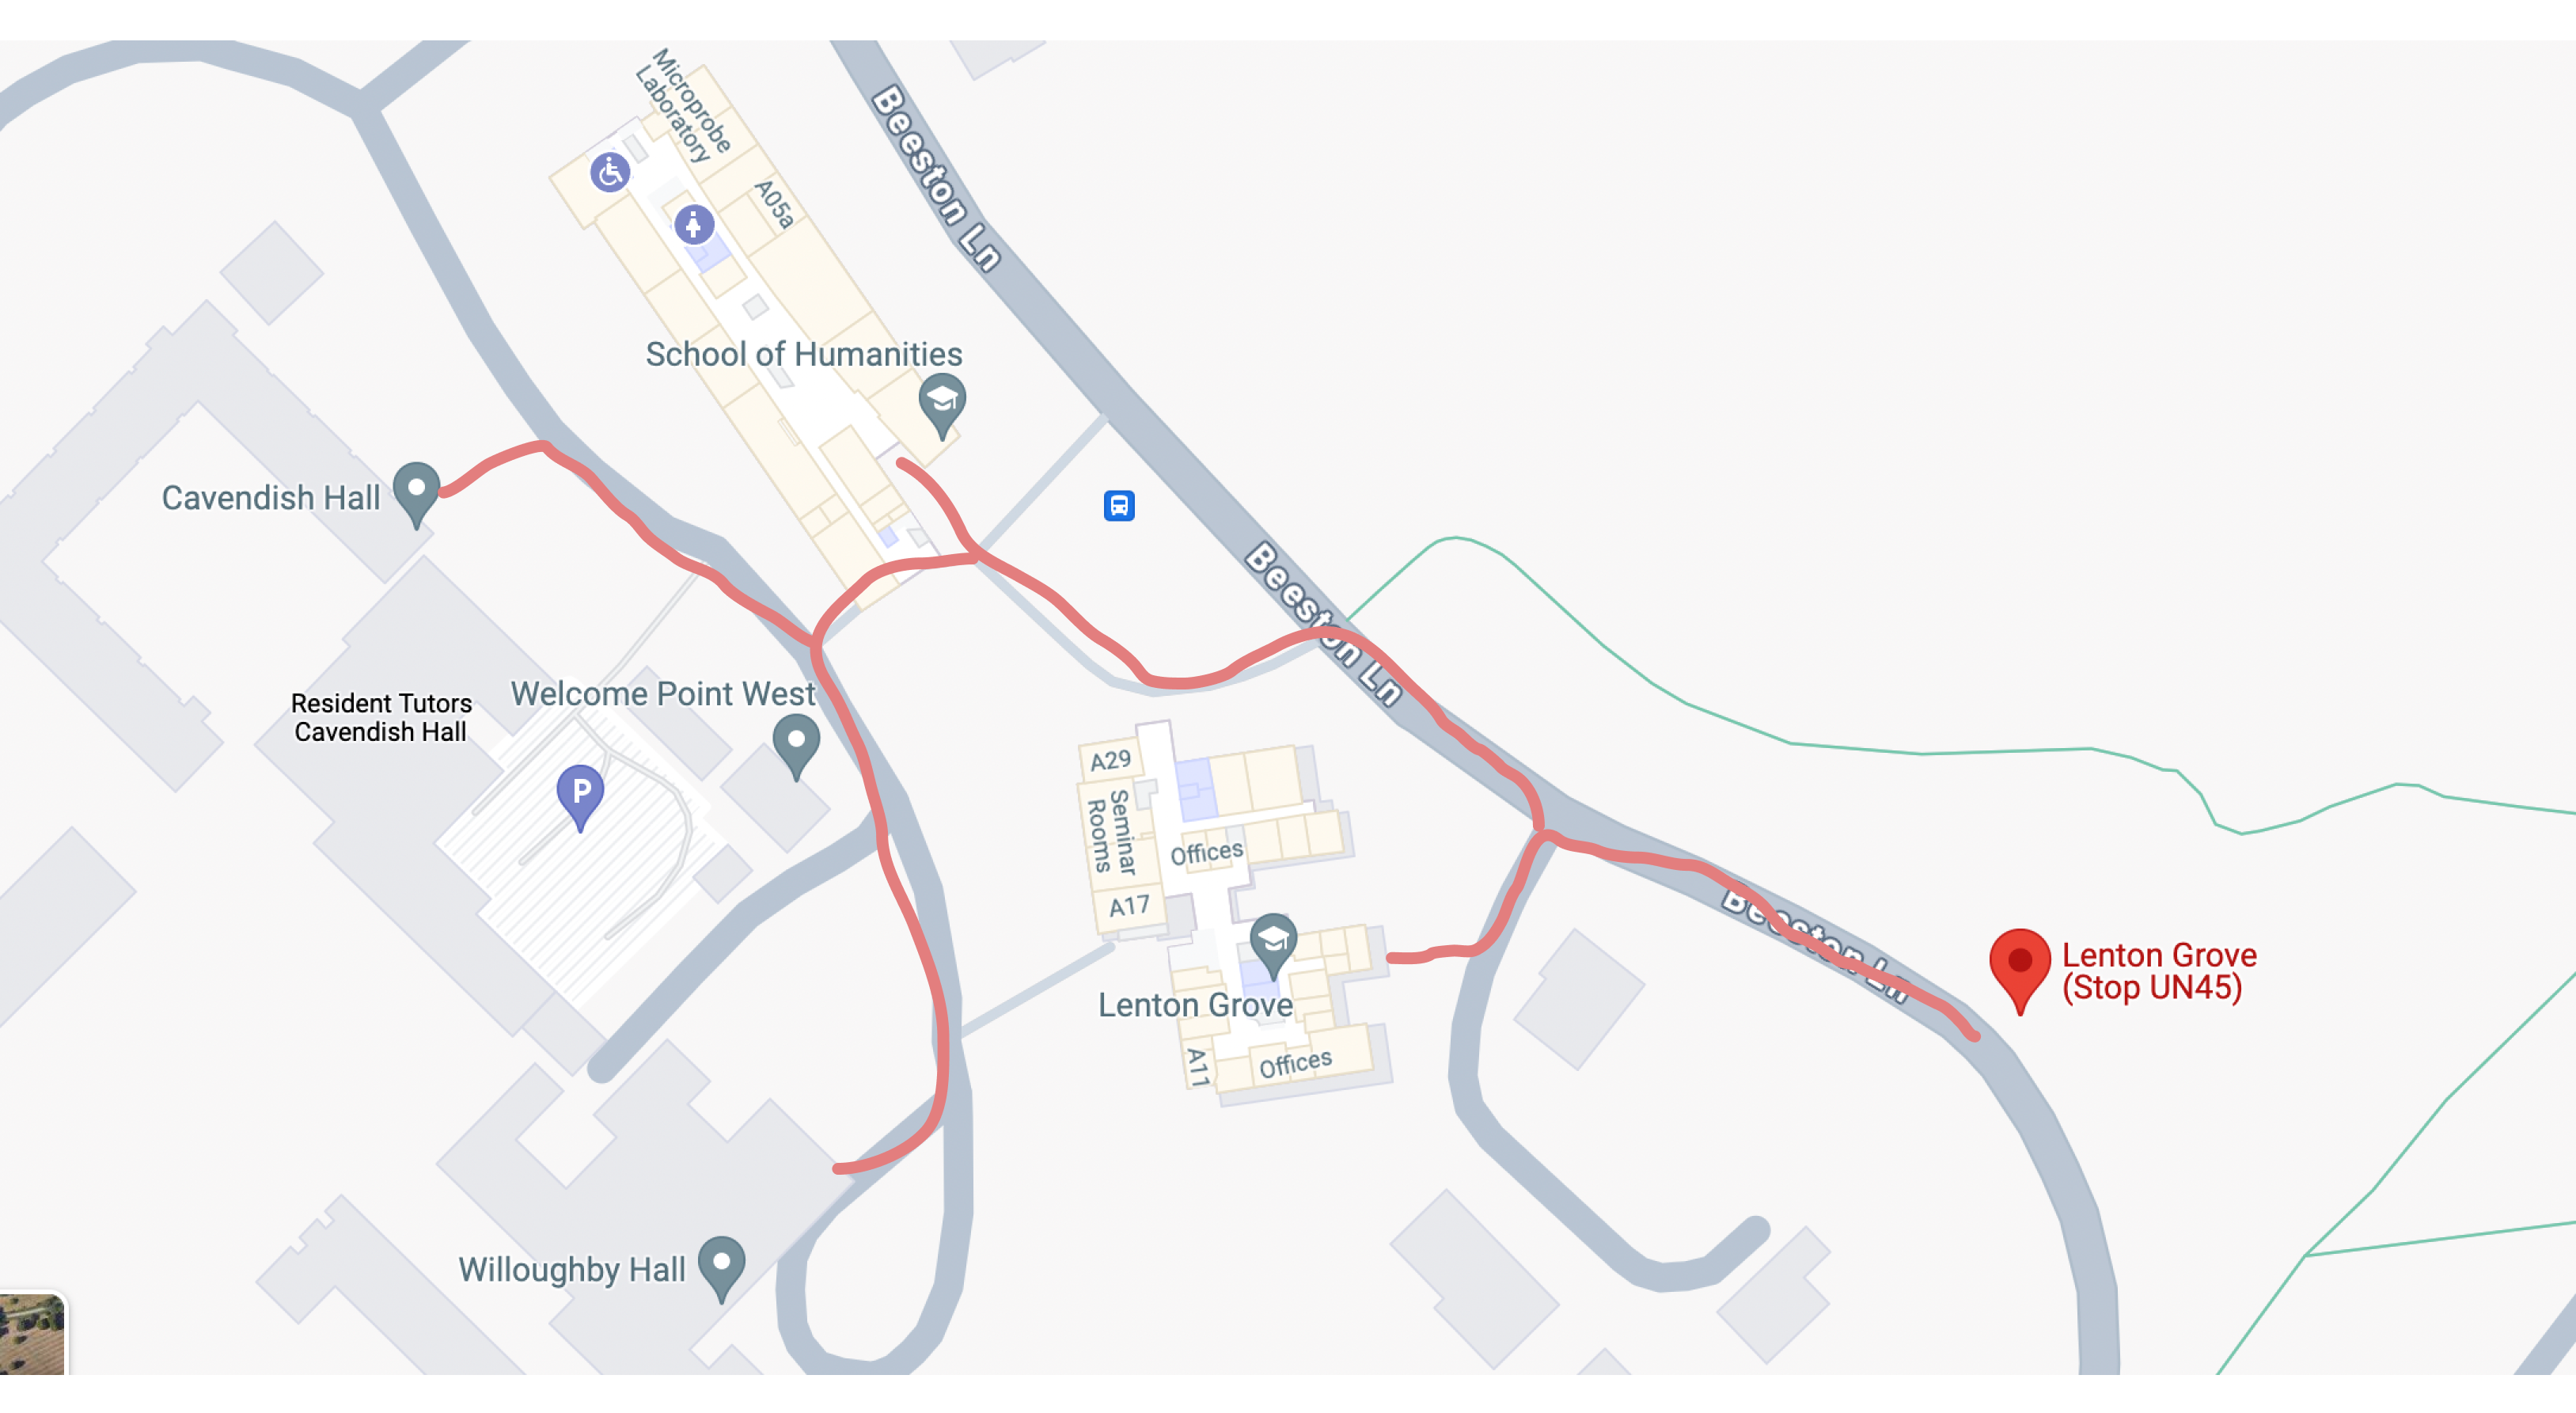 Microprobe
Laboratory
A05a
Beeston Ln
School of Humanities
Cavendish Hall
Beeston Ln
Resident Tutors
Cavendish Hall
Welcome Point West
P
A29
Seminar
Rooms
Offices
A17
Beeston Ln
Lenton Grove
(Stop UN45)
Lenton Grove
A11
Offices
Willoughby Hall